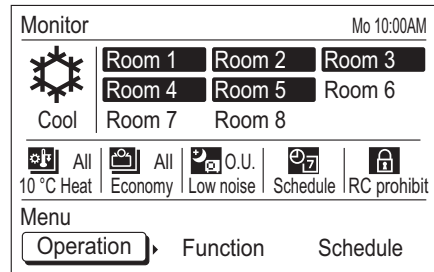 Monitor Mo 10:00AM
Room 1 Room 2 Room 3
Room 4 Room 5 Room 6
Cool Room 7 Room 8
All All O.U. 7
10 °C Heat Economy Low noise Schedule RC prohibit
Menu
Operation Function Schedule